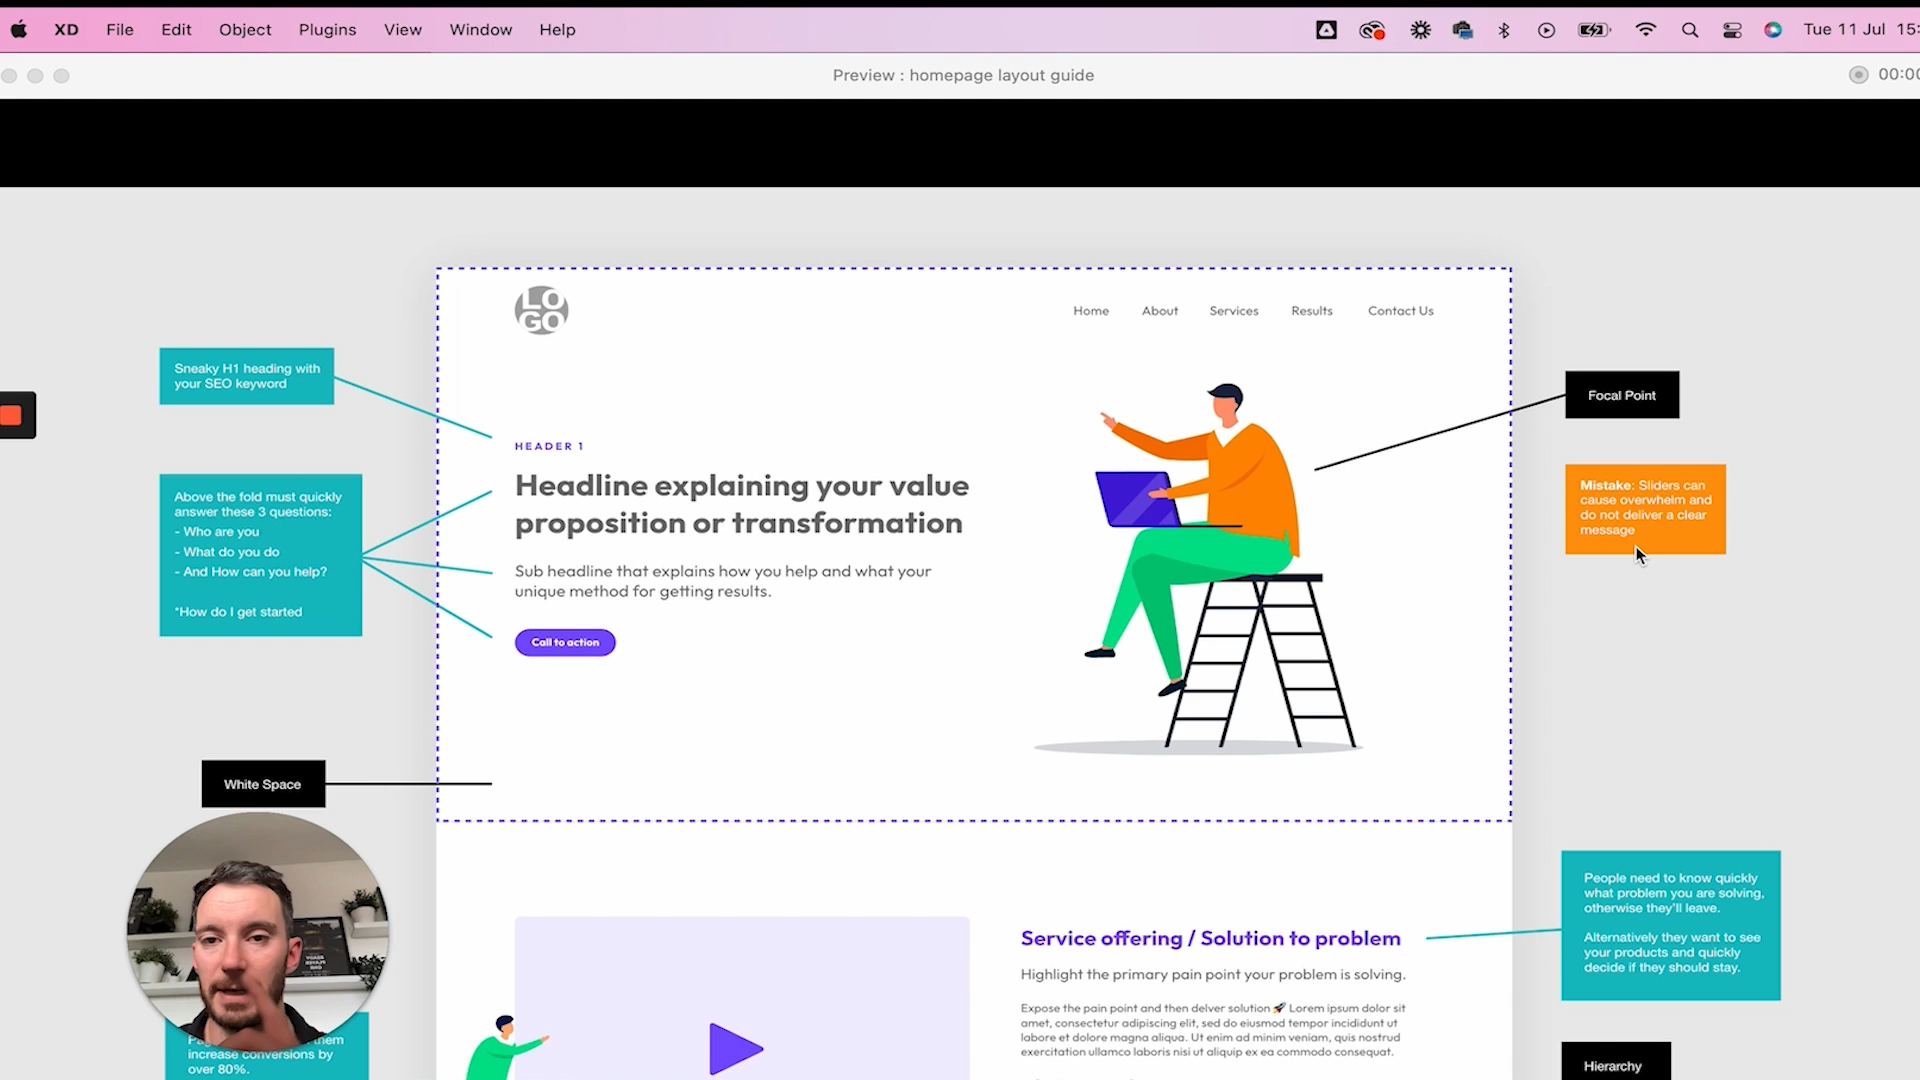 XD File Edit Object Plugins View Window Help Tue 11 Jul 15:
Preview : homepage layout guide
00:00
LO
GO
Home About Services Results Contact Us
Sneaky H1 heading with
your SEO keyword
Focal Point
HEADER 1
Headline explaining your value
proposition or transformation
Mistake: Sliders can
cause overwhelm and
do not deliver a clear
message
Above the fold must quickly
answer these 3 questions:
- Who are you
- What do you do
- And How can you help?
*How do I get started
Sub headline that explains how you help and what your
unique method for getting results.
Call to action
White Space
People need to know quickly
what problem you are solving,
otherwise they'll leave.
Alternatively they want to see
your products and quickly
decide if they should stay.
Service offering / Solution to problem
Highlight the primary pain point your problem is solving.
Expose the pain point and then delver solution 🚀 Lorem ipsum dolor sit
amet, consectetur adipiscing elit, sed do eiusmod tempor incididunt ut
labore et dolore magna aliqua. Ut enim ad minim veniam, quis nostrud
exercitation ullamco laboris nisi ut aliquip ex ea commodo consequat.
increase conversions by
over 80%.
Hierarchy